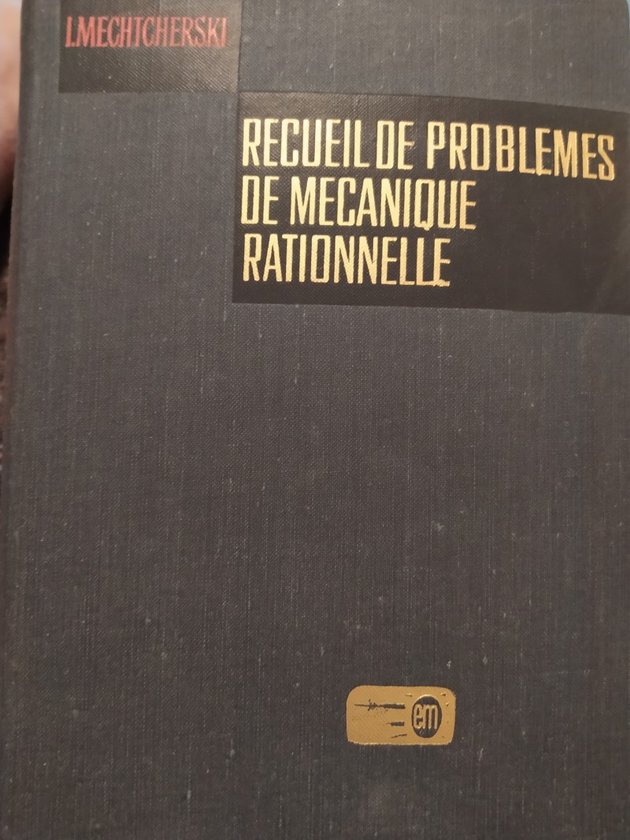 I.MECHTCHERSKI
RECUEIL DE PROBLEMES
DE MECANIQUE
RATIONNELLE
em